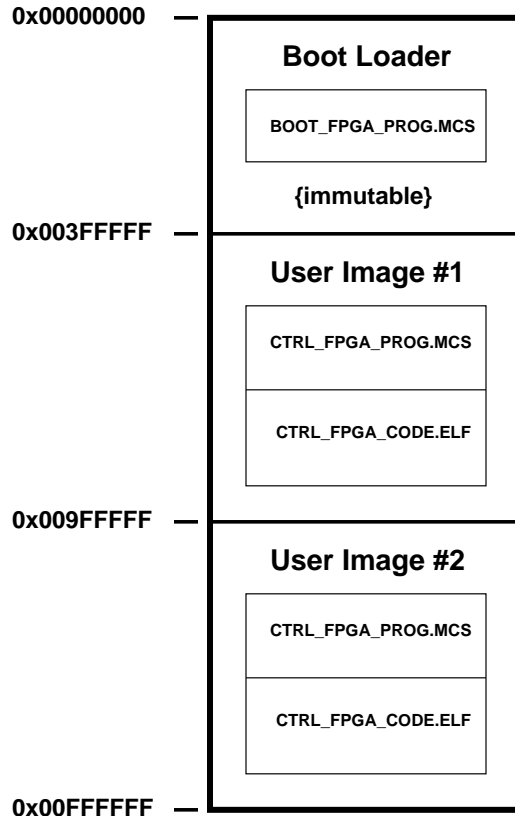 0x00000000
Boot Loader
BOOT_FPGA_PROG.MCS
{immutable}
0x003FFFFF
User Image #1
CTRL_FPGA_PROG.MCS
CTRL_FPGA_CODE.ELF
0x009FFFFF
User Image #2
CTRL_FPGA_PROG.MCS
CTRL_FPGA_CODE.ELF
0x00FFFFFF